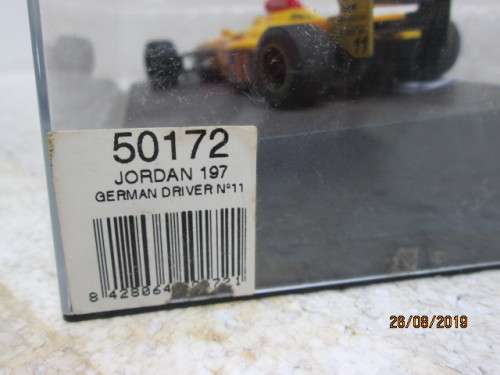 50172
JORDAN 197
GERMAN DRIVER Nº11
11
26/08/2019